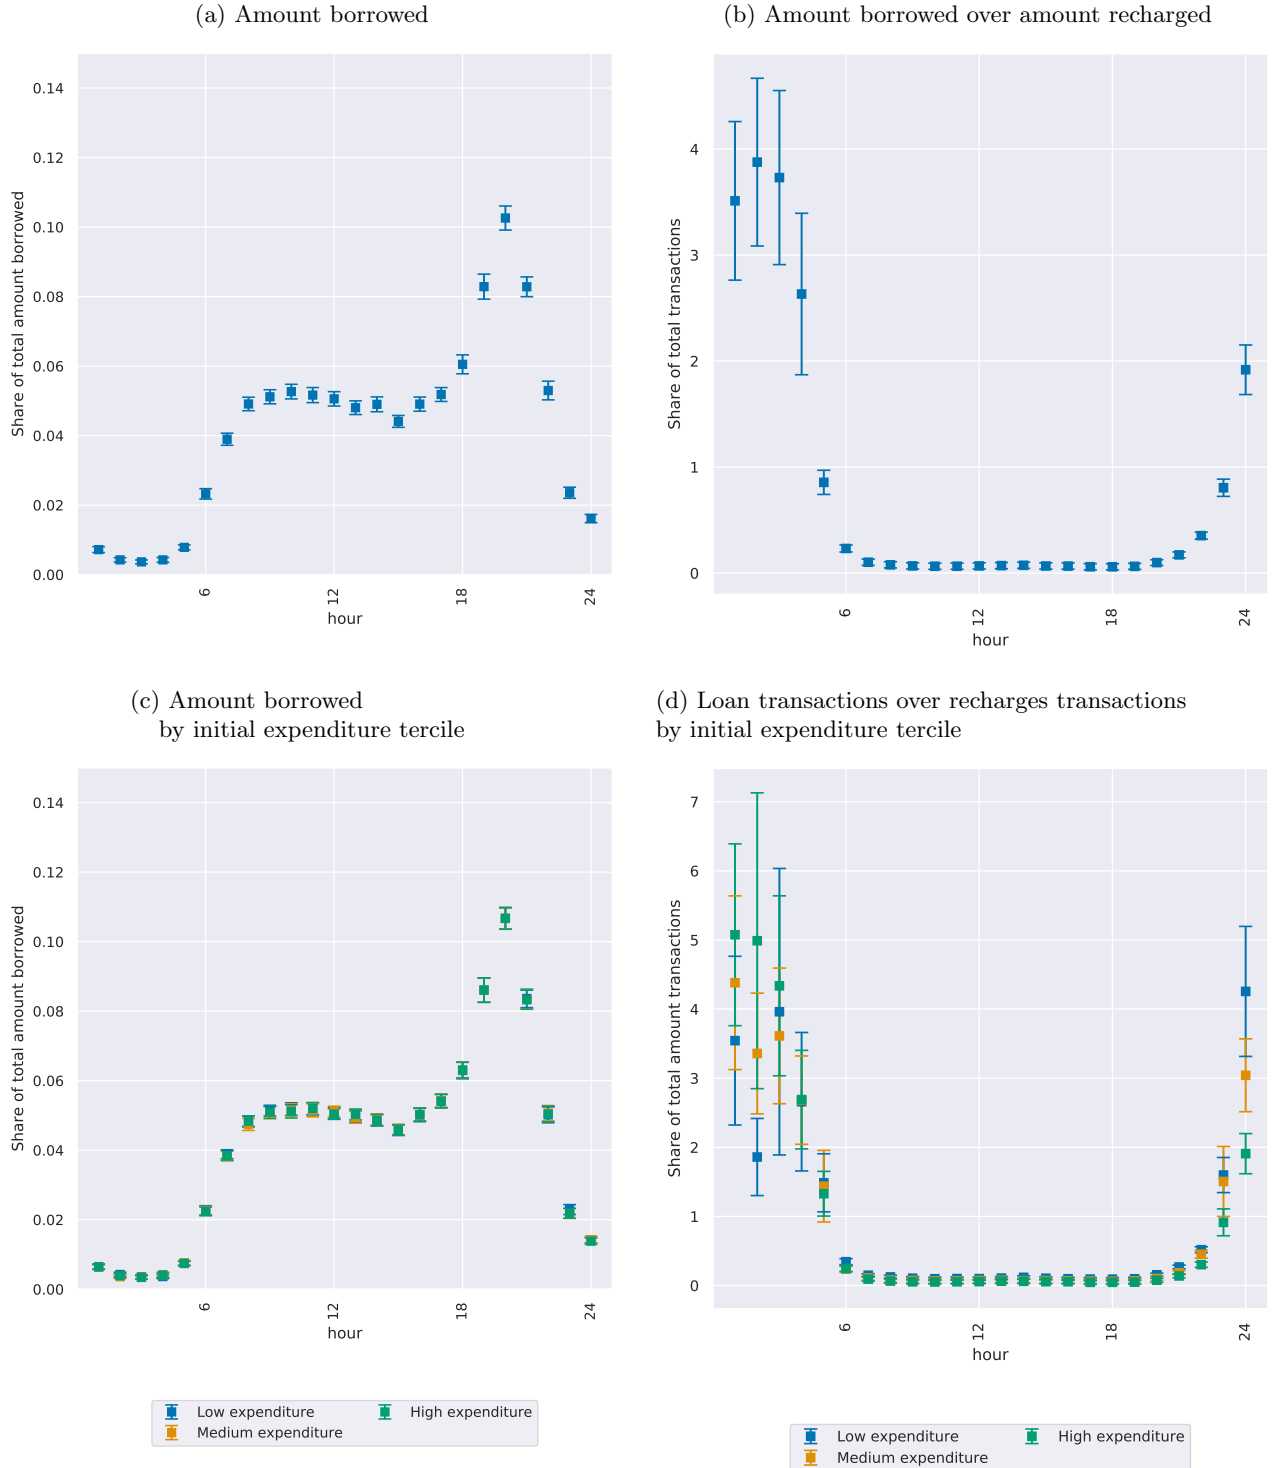 (a) Amount borrowed
0.14
0.12
0.10
0.08
0.06
0.04
0.02
0.00
Share of total amount borrowed
6
12
18
24
hour
(b) Amount borrowed over amount recharged
4
3
2
1
0
Share of total transactions
6
12
18
24
hour
(c) Amount borrowed
by initial expenditure tercile
0.14
0.12
0.10
0.08
0.06
0.04
0.02
0.00
Share of total amount borrowed
6
12
18
24
hour
Low expenditure
Medium expenditure
High expenditure
(d) Loan transactions over recharges transactions
by initial expenditure tercile
7
6
5
4
3
2
1
0
Share of total amount transactions
6
12
18
24
hour
Low expenditure
Medium expenditure
High expenditure